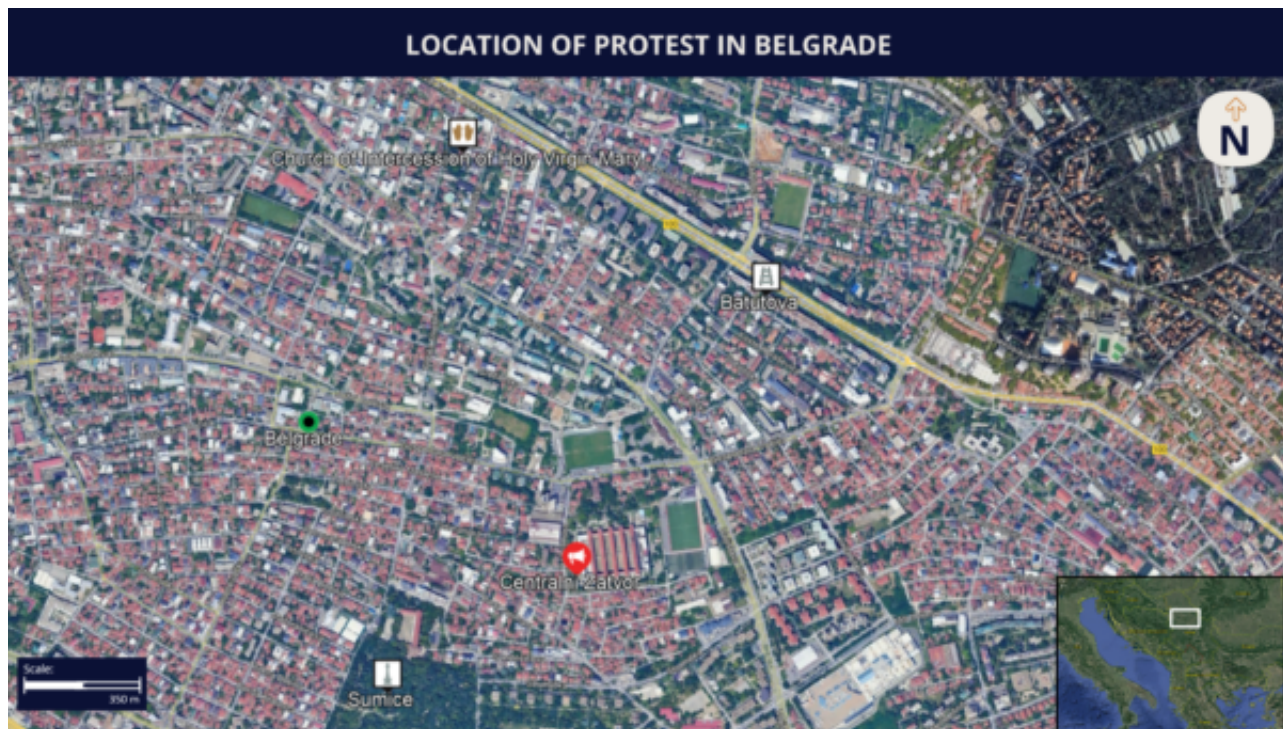 LOCATION OF PROTEST IN BELGRADE
N
Church of Intercession of Holy Virgin Mary
Batutova
Belgrade
Centralni Zatvor
Sumice
Scale:
350 m